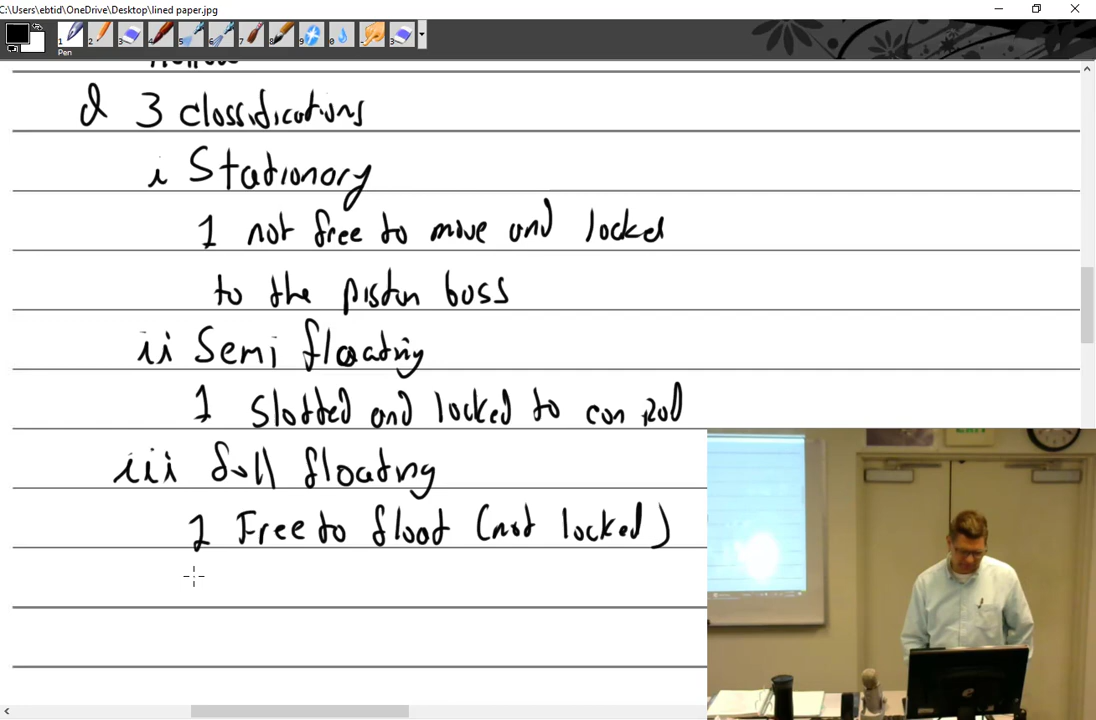 C:\Users\ebtid\OneDrive\Desktop\lined paper.jpg
Pen
d 3 classifications
i Stationary
1 not free to move and locked
to the piston boss
ii Semi floating
1 Slotted and locked to con rod
iii full floating
1 Free to float (not locked)
EXIT